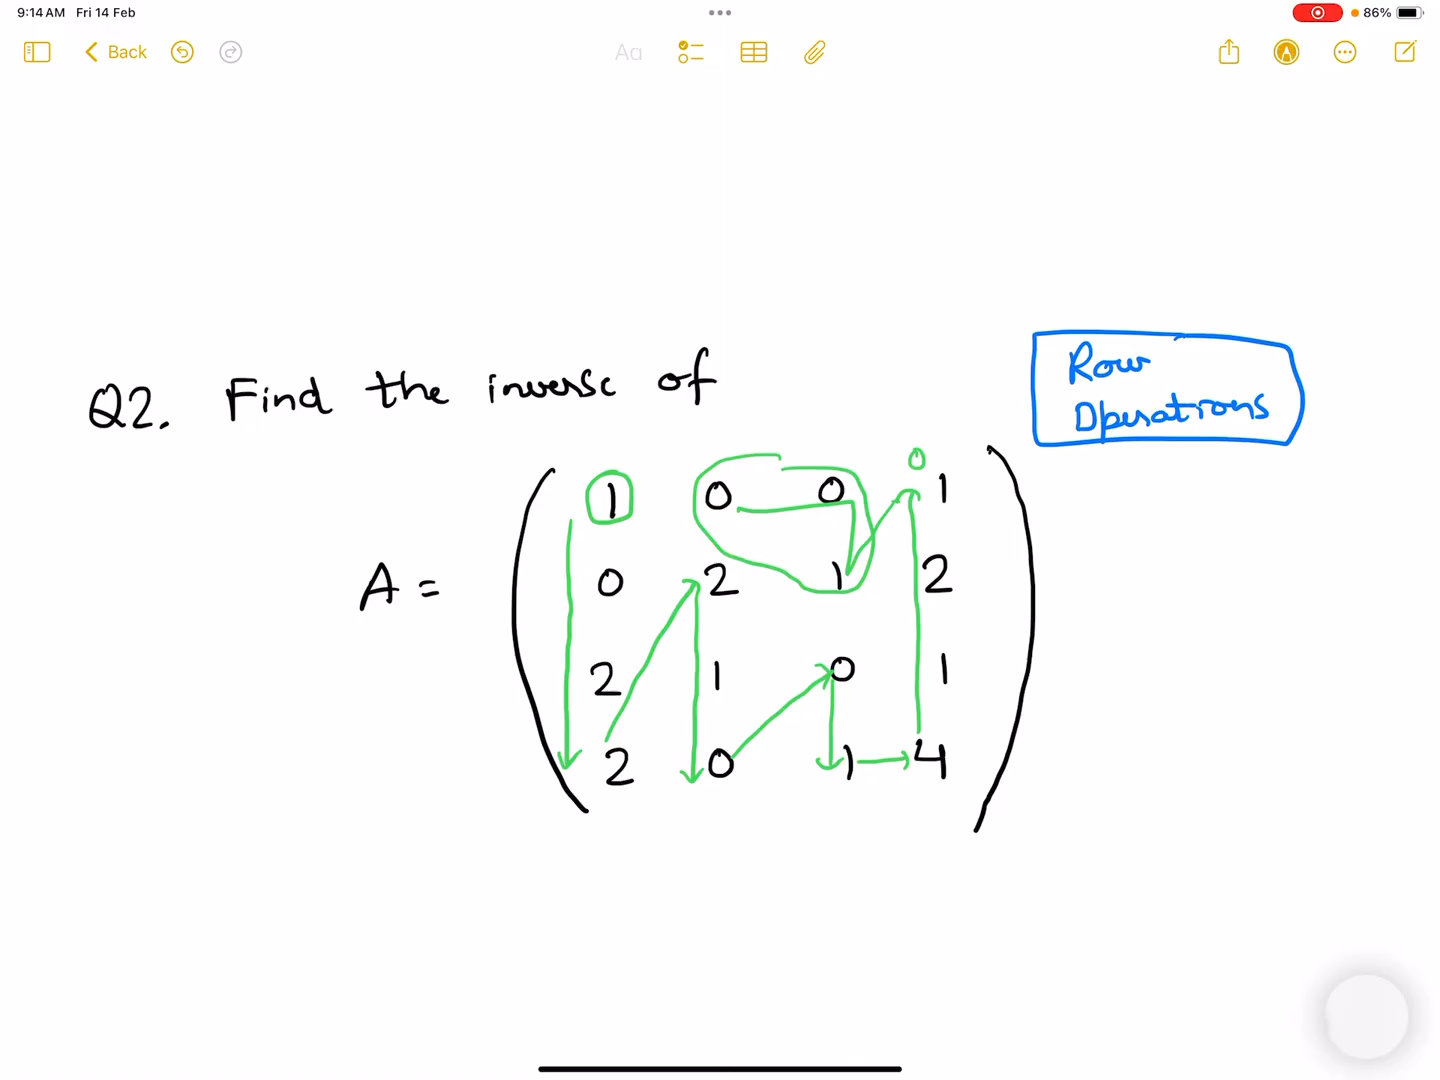 9:14 AM Fri 14 Feb
86%
Back
Aa
Q2. Find the inverse of
Row
Operations
0
1 0 0 1
A = 0 2 1 2
2 1 0 1
2 0 1 4